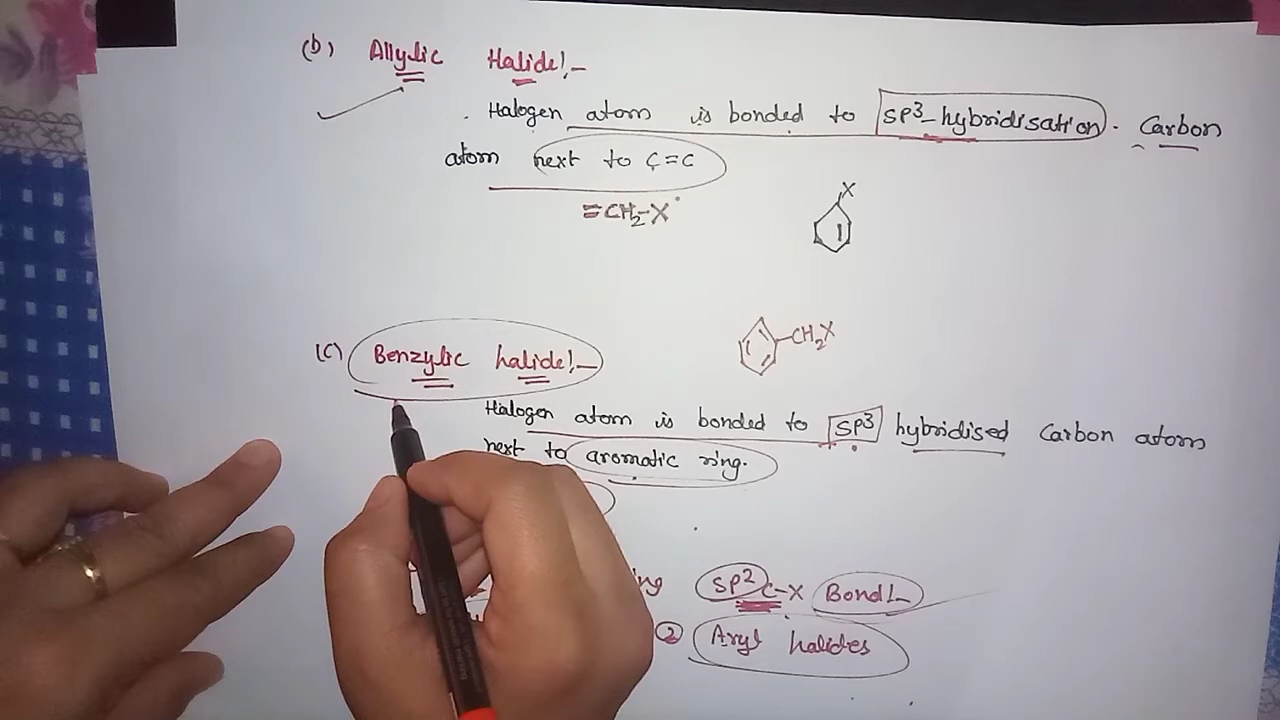 (b) Allylic Halide!,-
. Halogen atom is bonded to SP³-hybridisation. Carbon
atom next to C=C
=CH₂-X
X
(c) Benzylic halide!,-
CH₂X
Halogen atom is bonded to SP³ hybridised Carbon atom
next to aromatic ring.
SP² C-X Bond!-
② Aryl halides